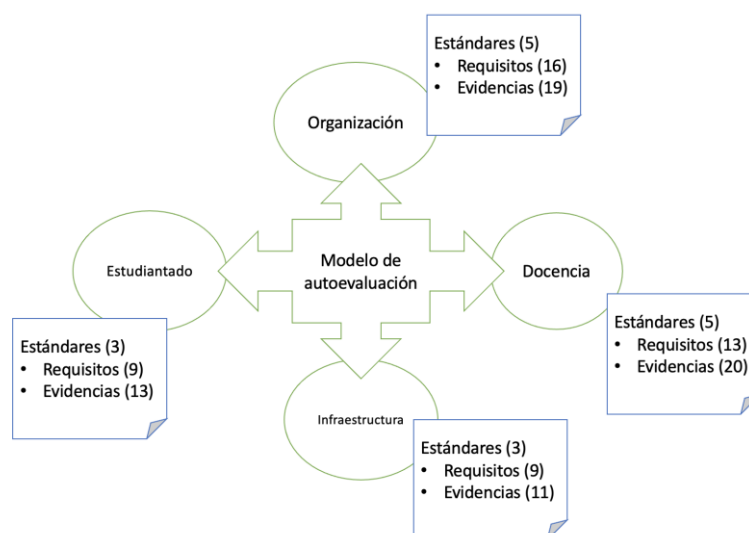 Estándares (5)
• Requisitos (16)
• Evidencias (19)
Organización
Estudiantado
Modelo de
autoevaluación
Docencia
Estándares (3)
• Requisitos (9)
• Evidencias (13)
Estándares (5)
• Requisitos (13)
• Evidencias (20)
Infraestructura
Estándares (3)
• Requisitos (9)
• Evidencias (11)